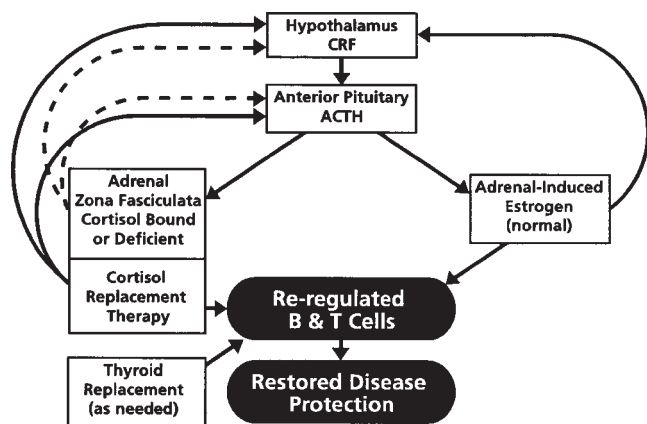 Hypothalamus
CRF
Anterior Pituitary
ACTH
Adrenal
Zona Fasciculata
Cortisol Bound
or Deficient
Adrenal-Induced
Estrogen
(normal)
Cortisol
Replacement
Therapy
Re-regulated
B & T Cells
Thyroid
Replacement
(as needed)
Restored Disease
Protection